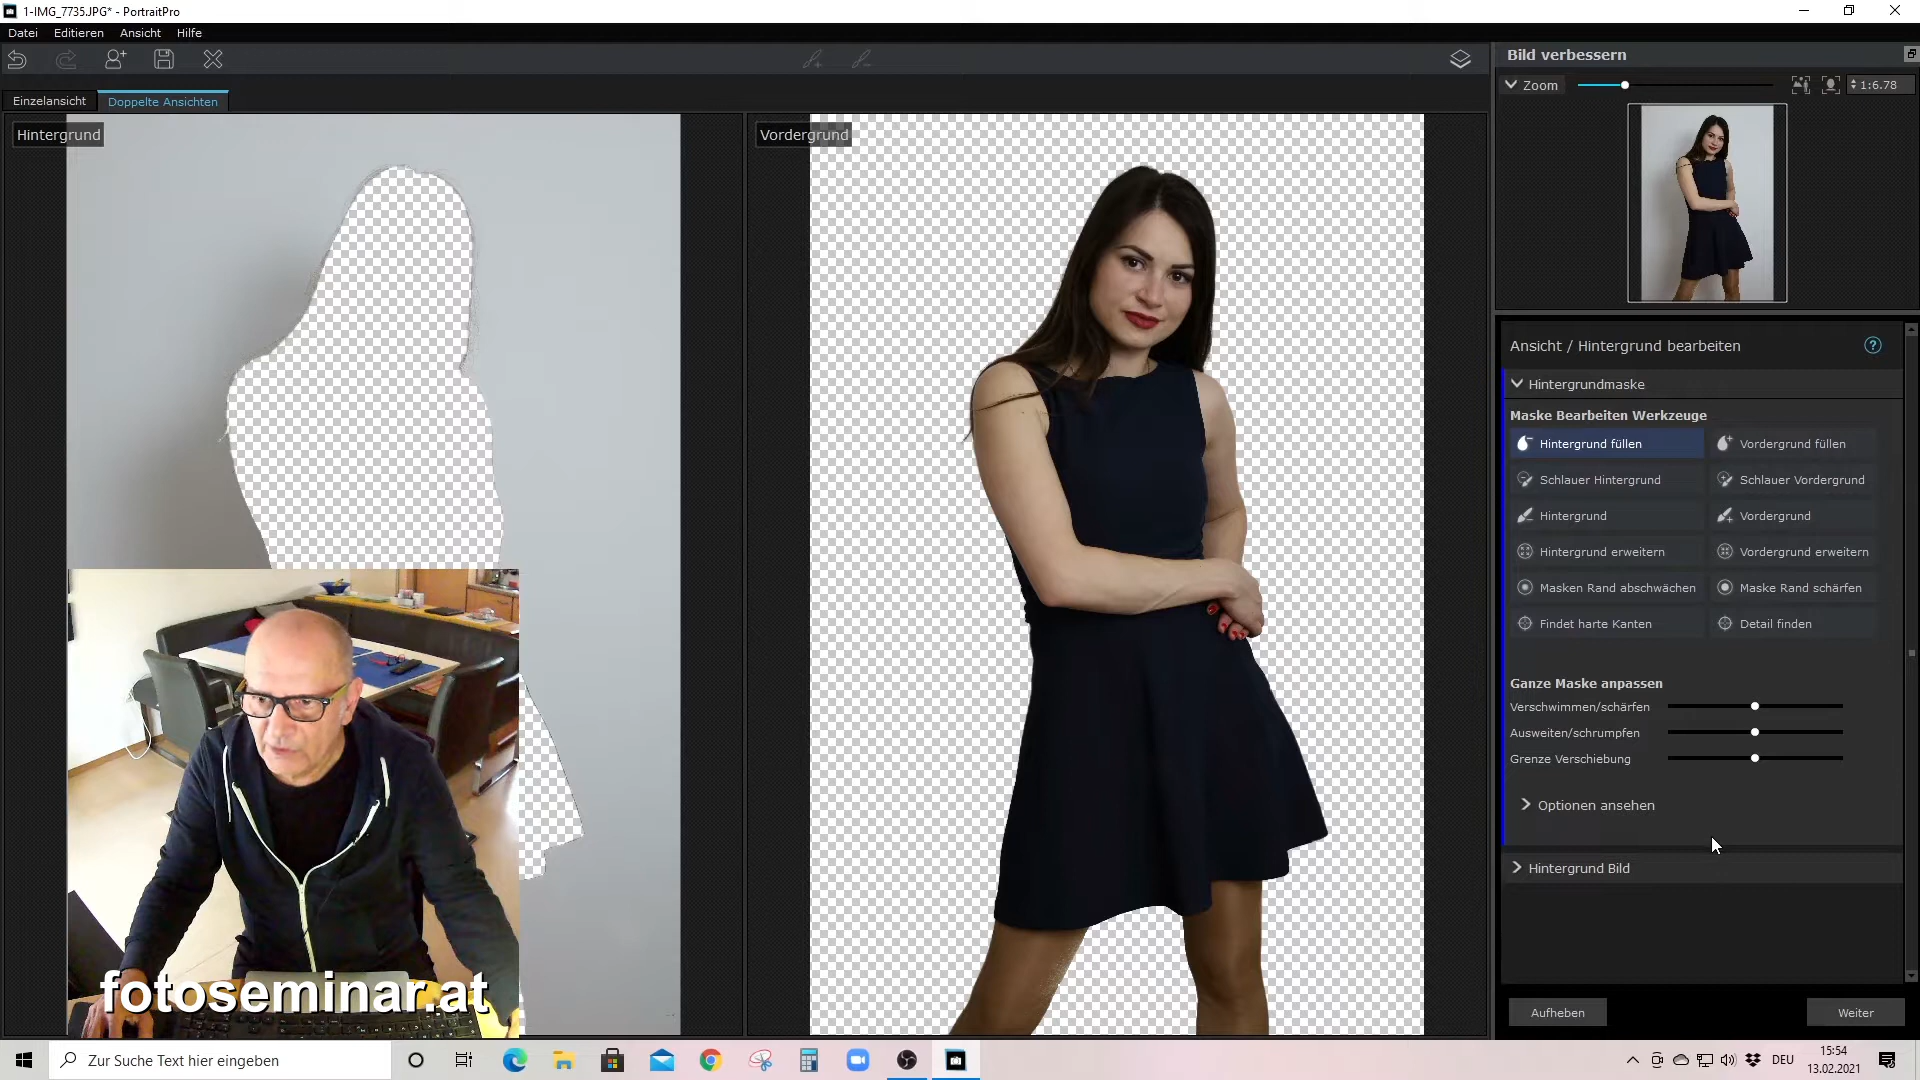 1-IMG_7735.JPG* - PortraitPro
Datei Editieren Ansicht Hilfe
Einzelansicht Doppelte Ansichten
Hintergrund
Vordergrund
Bild verbessern
Zoom 1:6.78
Ansicht / Hintergrund bearbeiten ?
Hintergrundmaske
Maske Bearbeiten Werkzeuge
Hintergrund füllen Vordergrund füllen
Schlauer Hintergrund Schlauer Vordergrund
Hintergrund Vordergrund
Hintergrund erweitern Vordergrund erweitern
Masken Rand abschwächen Maske Rand schärfen
Findet harte Kanten Detail finden
Ganze Maske anpassen
Verschwimmen/schärfen
Ausweiten/schrumpfen
Grenze Verschiebung
Optionen ansehen
Hintergrund Bild
Aufheben Weiter
fotoseminar.at
Zur Suche Text hier eingeben
DEU
15:54
13.02.2021